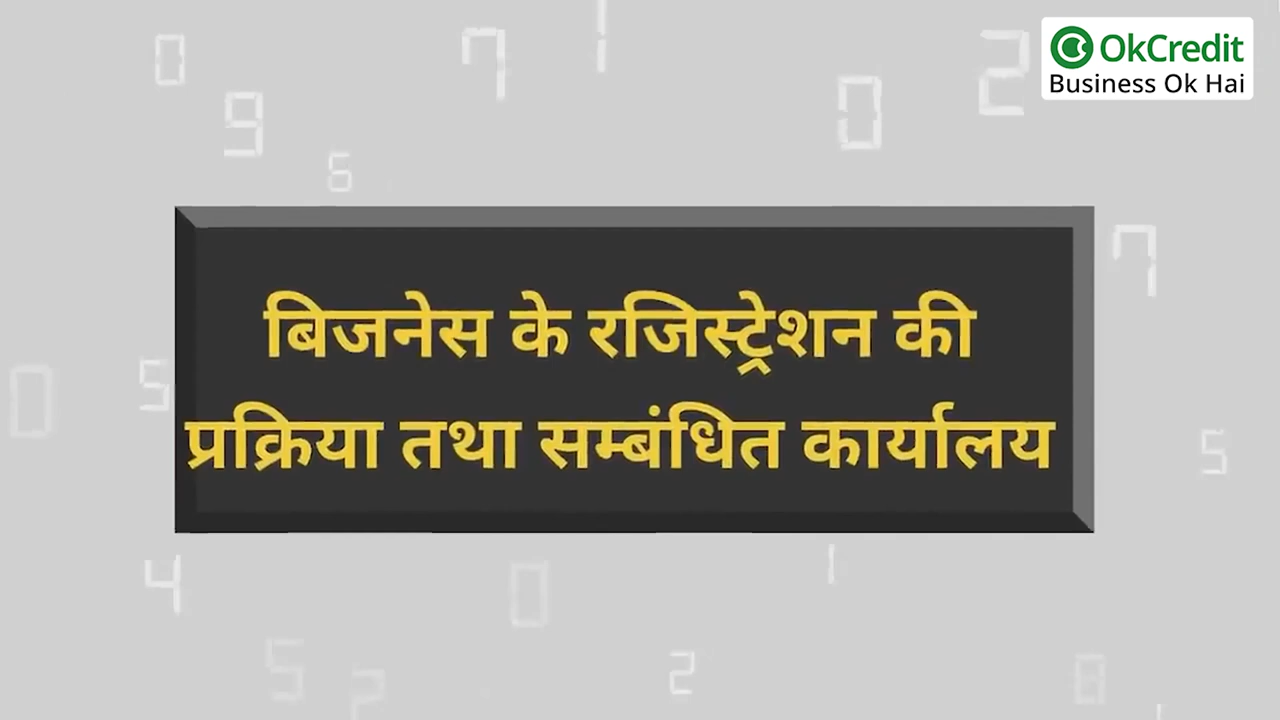 OkCredit
Business Ok Hai
बिजनेस के रजिस्ट्रेशन की
प्रक्रिया तथा सम्बंधित कार्यालय